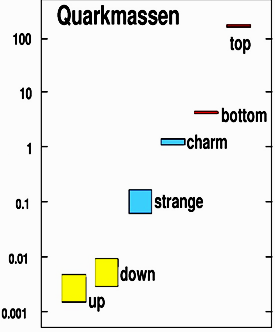 Quarkmassen
100
top
10
bottom
1
charm
0.1
strange
0.01
down
up
0.001